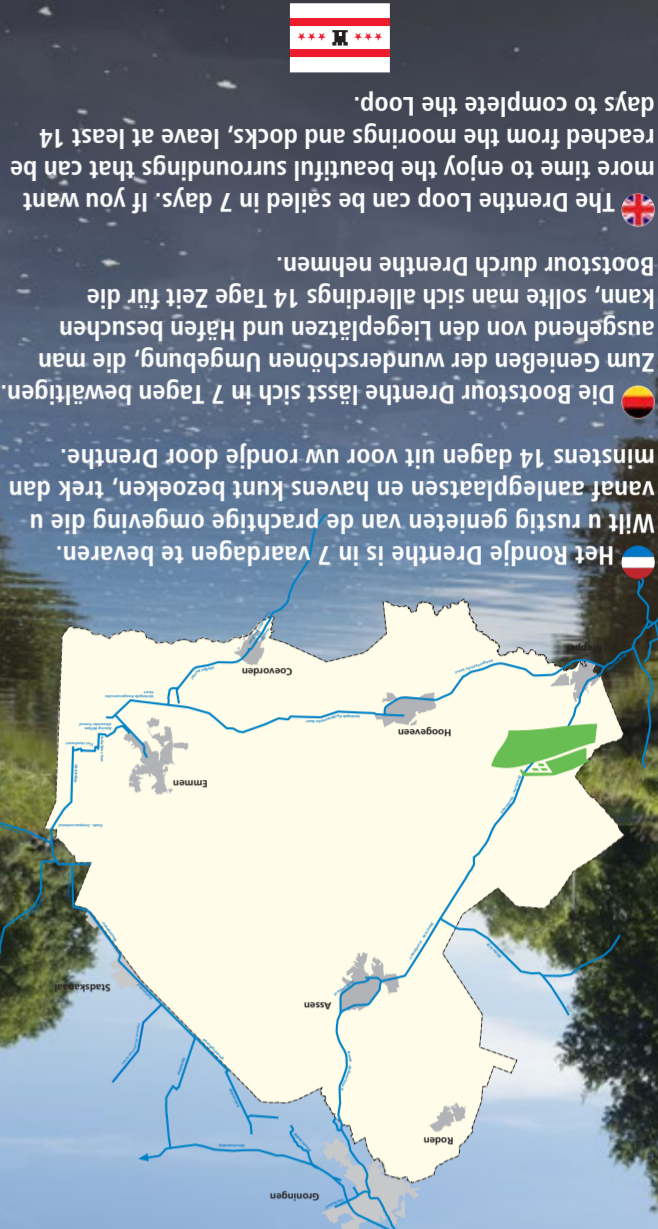 Groningen
Roden
Assen
Stadskanaal
Emmen
Hoogeveen
Coevorden
Meppel
Het Rondje Drenthe is in 7 vaardagen te bevaren.
Wilt u rustig genieten van de prachtige omgeving die u
vanaf aanlegplaatsen en havens kunt bezoeken, trek dan
minstens 14 dagen uit voor uw rondje door Drenthe.
Die Bootstour Drenthe lässt sich in 7 Tagen bewältigen.
Zum Genießen der wunderschönen Umgebung, die man
ausgehend von den Liegeplätzen und Häfen besuchen
kann, sollte man sich allerdings 14 Tage Zeit für die
Bootstour durch Drenthe nehmen.
The Drenthe Loop can be sailed in 7 days. If you want
more time to enjoy the beautiful surroundings that can be
reached from the moorings and docks, leave at least 14
days to complete the Loop.